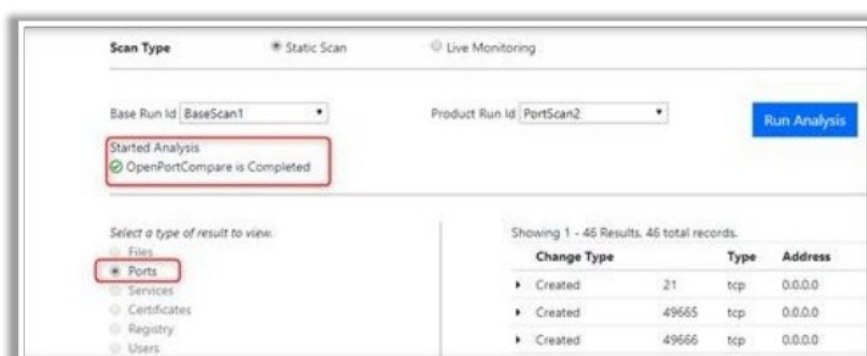 Scan Type Static Scan Live Monitoring
Base Run Id BaseScan1 Product Run Id PortScan2 Run Analysis
Started Analysis
OpenPortCompare is Completed
Select a type of result to view. Showing 1 - 46 Results. 46 total records.
Files Change Type Type Address
Ports
Services Created 21 tcp 0.0.0.0
Certificates Created 49665 tcp 0.0.0.0
Registry
Users Created 49666 tcp 0.0.0.0